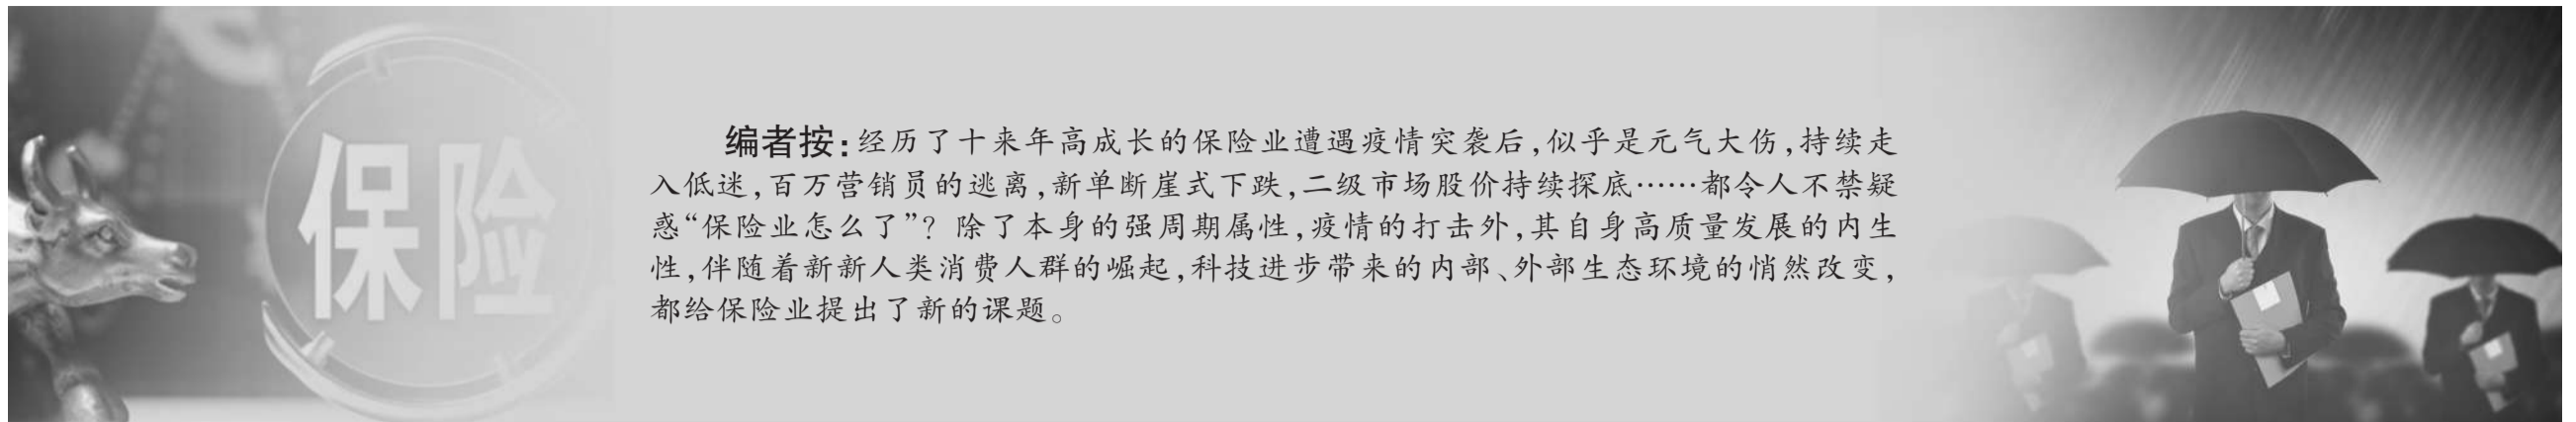 保险
编者按:经历了十来年高成长的保险业遭遇疫情突袭后,似乎是元气大伤,持续走
入低迷,百万营销员的逃离,新单断崖式下跌,二级市场股价持续探底……都令人不禁疑
惑“保险业怎么了”？除了本身的强周期属性,疫情的打击外,其自身高质量发展的内生
性,伴随着新新人类消费人群的崛起,科技进步带来的内部、外部生态环境的悄然改变,
都给保险业提出了新的课题。